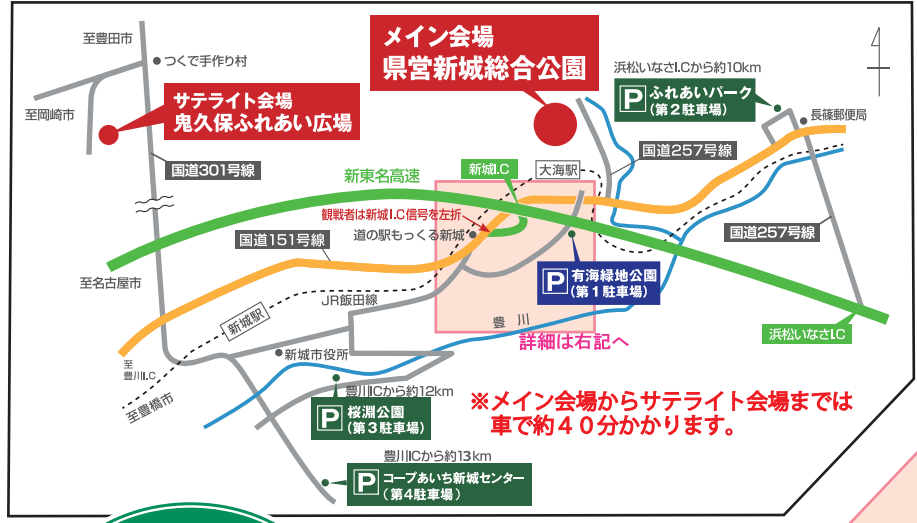 至豊田市
つくで手作り村
至岡崎市
サテライト会場
鬼久保ふれあい広場
国道301号線
メイン会場
県営新城総合公園
浜松いなさI.Cから約10km
P ふれあいパーク
(第2駐車場)
長篠郵便局
国道257号線
大海駅
新城I.C
新東名高速
観戦者は新城I.C信号を左折
道の駅もっくる新城
国道151号線
国道257号線
P 有海緑地公園
(第1駐車場)
至名古屋市
JR飯田線
新城駅
豊川
詳細は右記へ
浜松いなさI.C
新城市役所
至
豊川I.C
至豊橋市
豊川ICから約12km
P 桜淵公園
(第3駐車場)
※メイン会場からサテライト会場までは
車で約40分かかります。
豊川ICから約13km
P コープあいち新城センター
(第4駐車場)